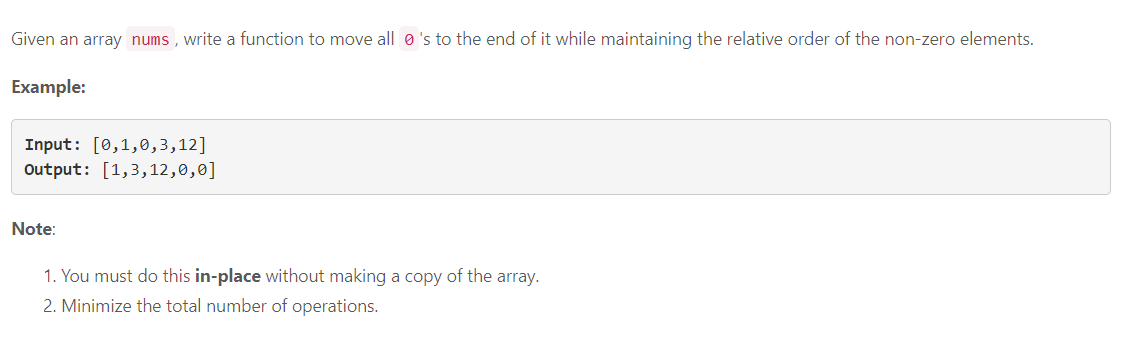 Given an array nums , write a function to move all 0 's to the end of it while maintaining the relative order of the non-zero elements.
Example:
Input: [0,1,0,3,12]
Output: [1,3,12,0,0]
Note:
1. You must do this in-place without making a copy of the array.
2. Minimize the total number of operations.